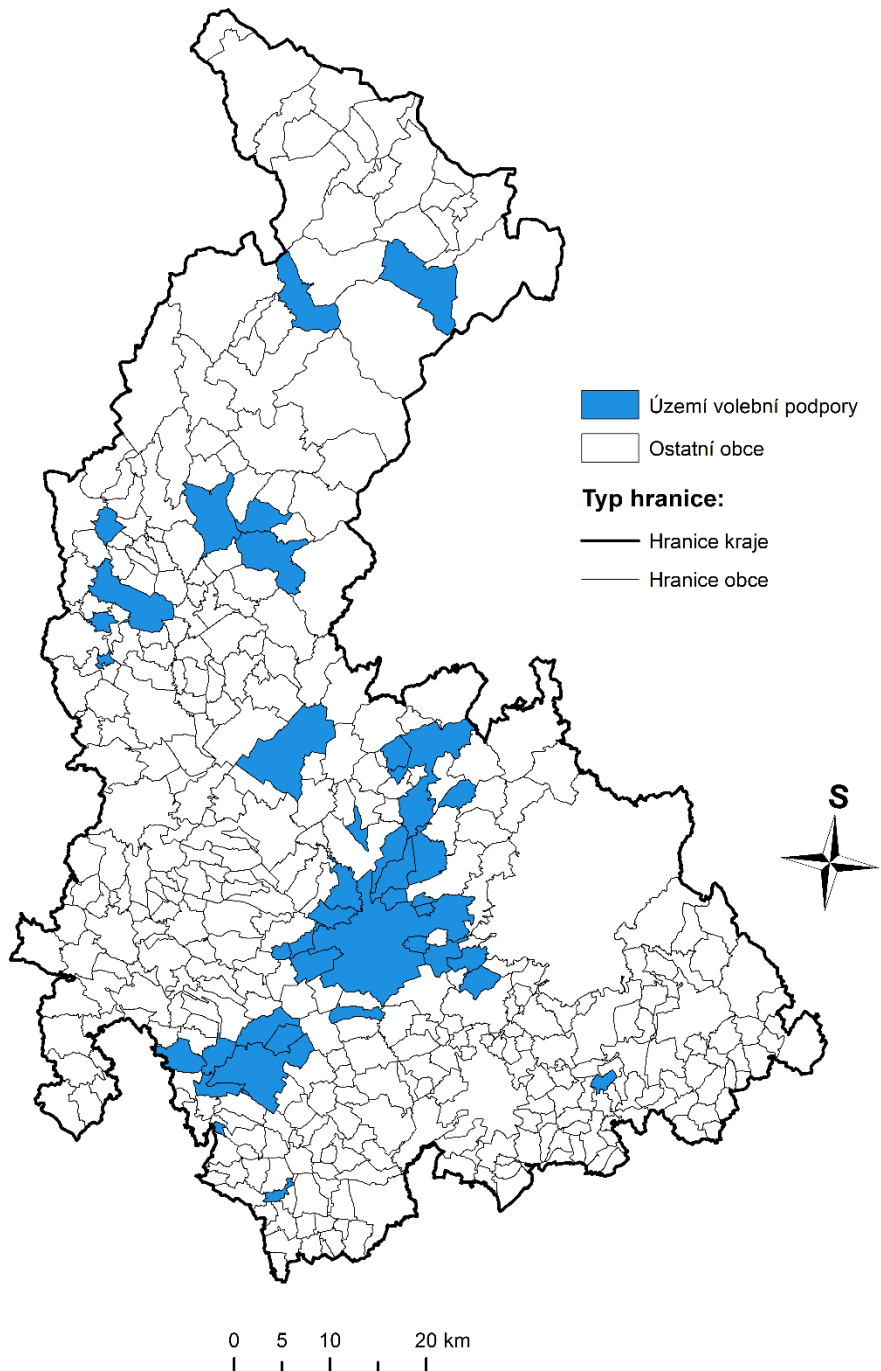 Území volební podpory
Ostatní obce
Typ hranice:
Hranice kraje
Hranice obce
S
0 5 10 20 km